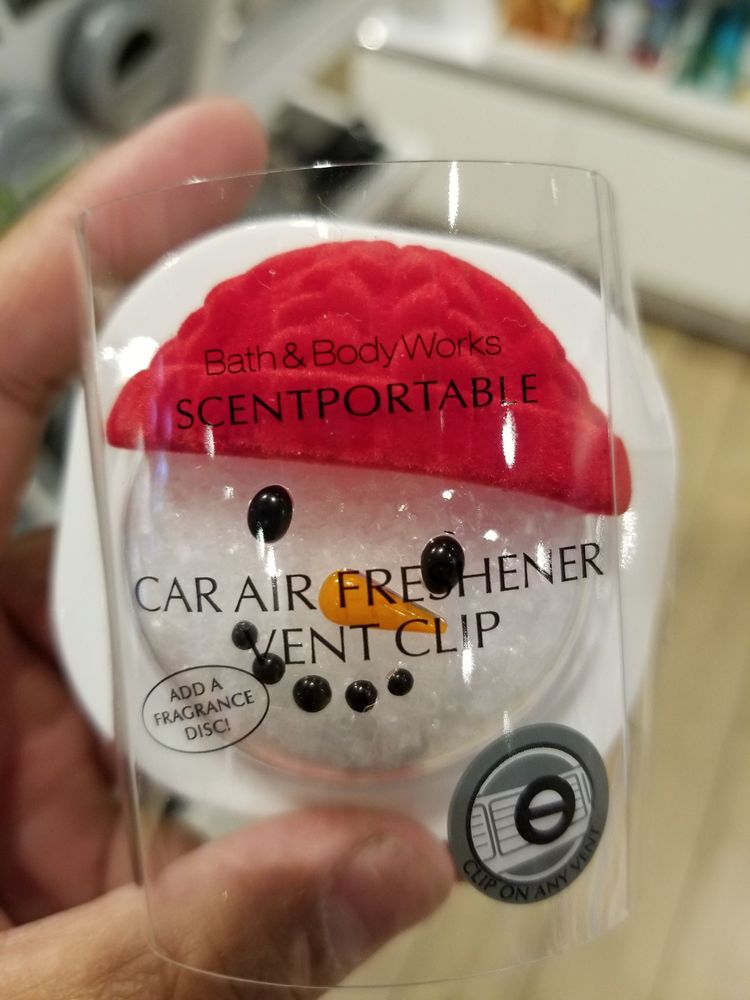 Bath & Body Works
SCENTPORTABLE
CAR AIR FRESHENER
VENT CLIP
ADD A
FRAGRANCE
DISC!
CLIP ON ANY VENT